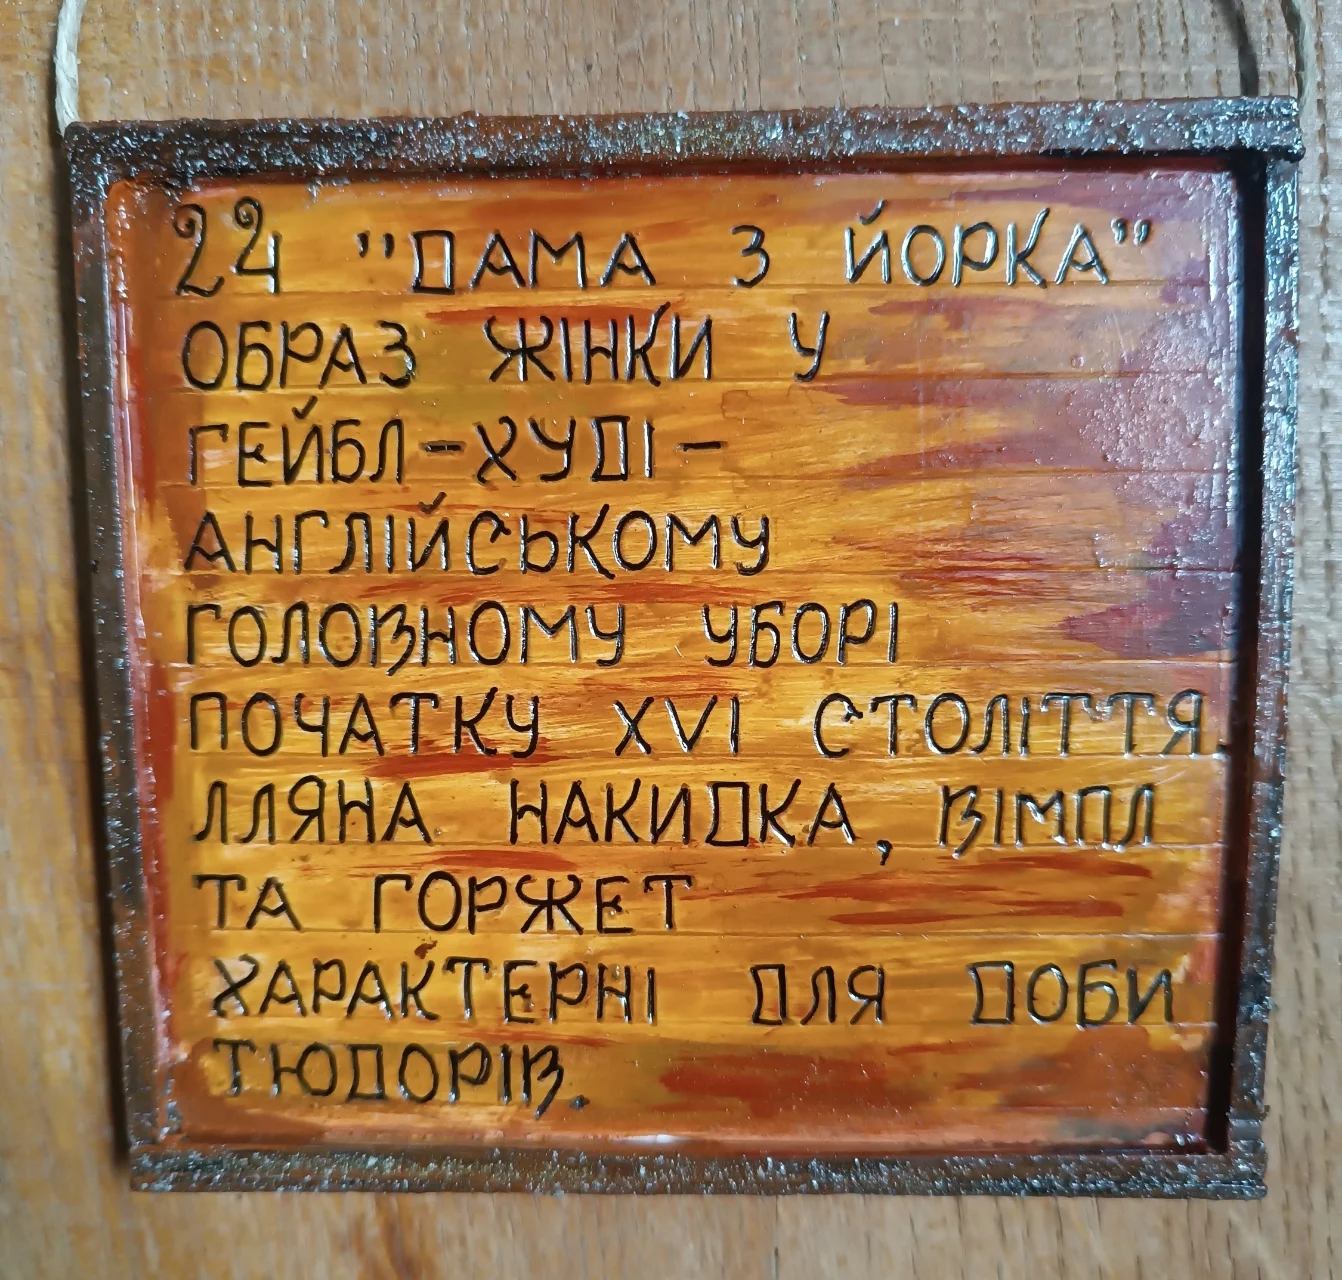 24 "ДАМА З ЙОРКА"
ОБРАЗ ЖІНКИ У
ГЕЙБЛ-ХУДІ -
АНГЛІЙСЬКОМУ
ГОЛОВНОМУ УБОРІ
ПОЧАТКУ XVI СТОЛІТТЯ.
ЛЛЯНА НАКИДКА, ВІМПЛ
ТА ГОРЖЕТ
ХАРАКТЕРНІ ДЛЯ ДОБИ
ТЮДОРІВ.